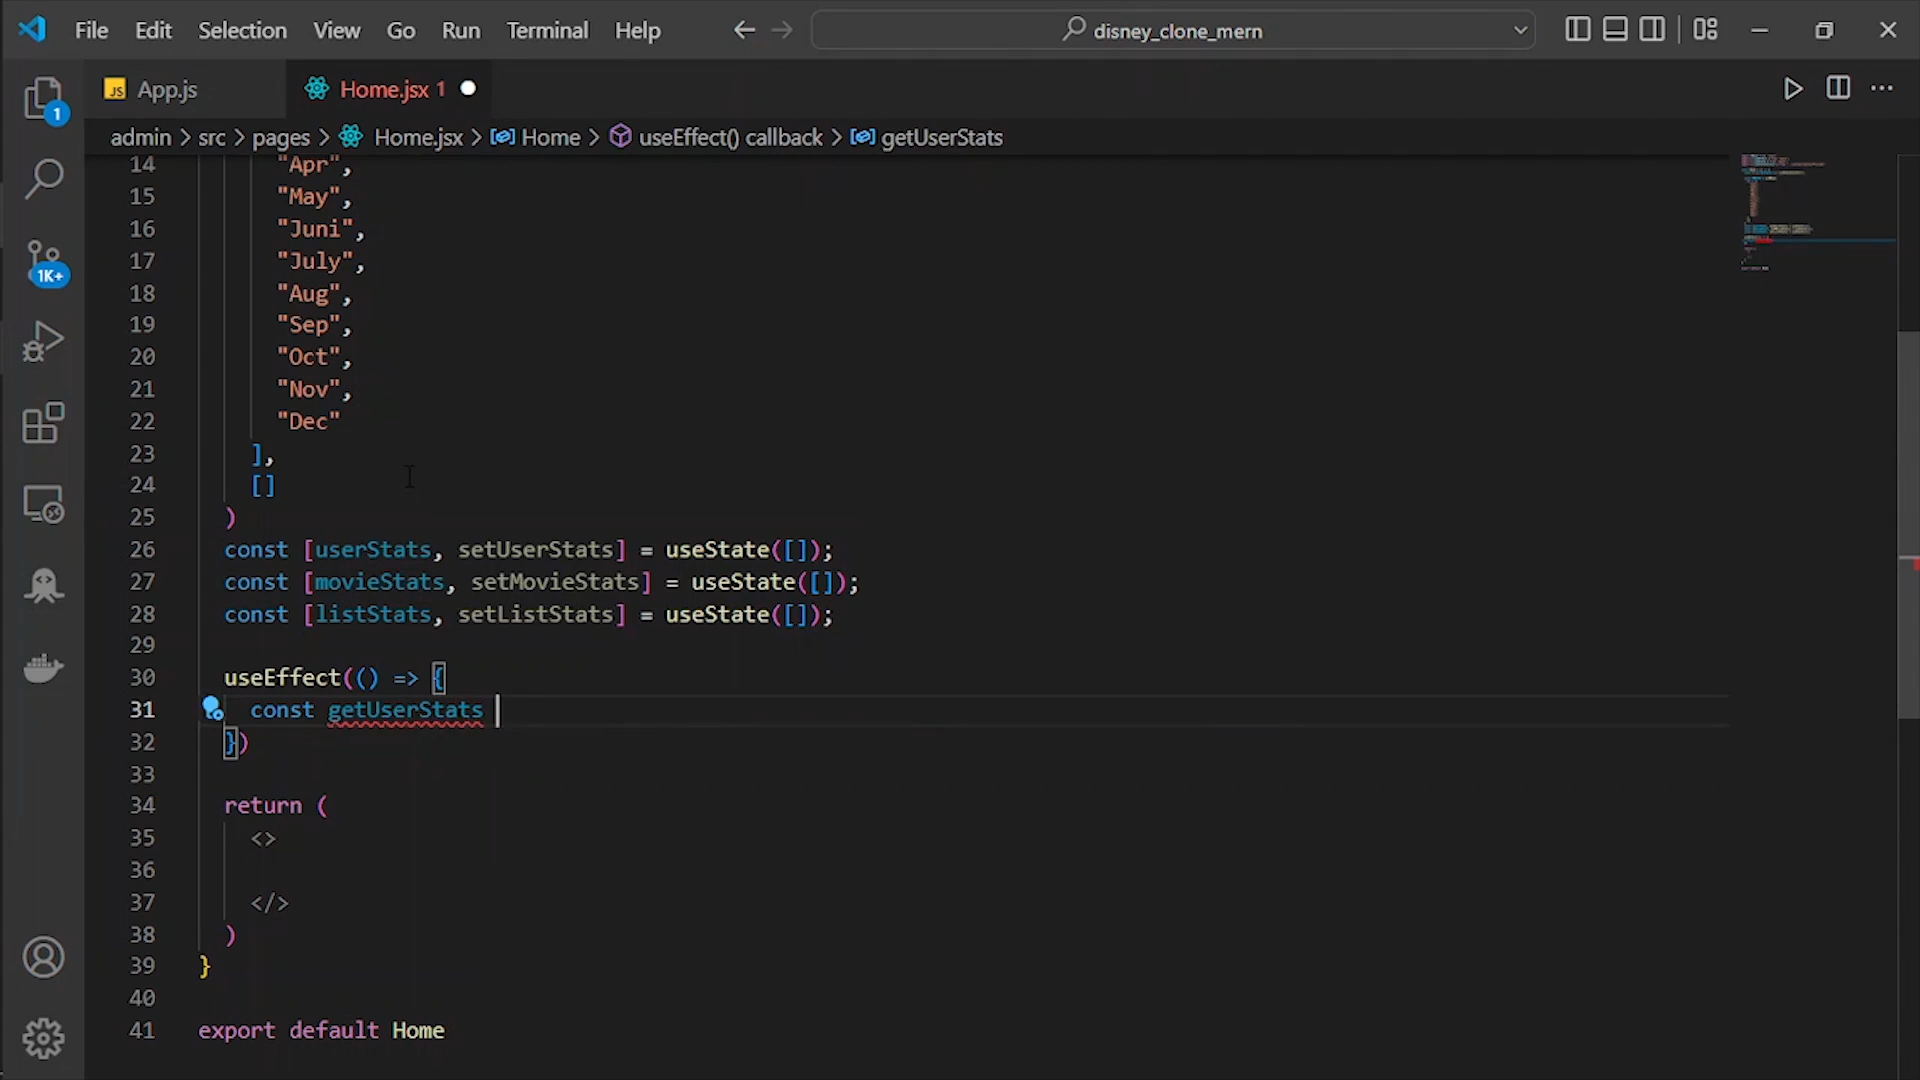 File Edit Selection View Go Run Terminal Help disney_clone_mern
JS App.js Home.jsx 1
admin > src > pages > Home.jsx > Home > useEffect() callback > getUserStats
1
1K+
14 "Apr",
15 "May",
16 "Juni",
17 "July",
18 "Aug",
19 "Sep",
20 "Oct",
21 "Nov",
22 "Dec"
23 ],
24 []
25 )
26 const [userStats, setUserStats] = useState([]);
27 const [movieStats, setMovieStats] = useState([]);
28 const [listStats, setListStats] = useState([]);
29
30 useEffect(() => {
31 const getUserStats
32 })
33
34 return (
35 <>
36
37 </>
38 )
39 }
40
41 export default Home